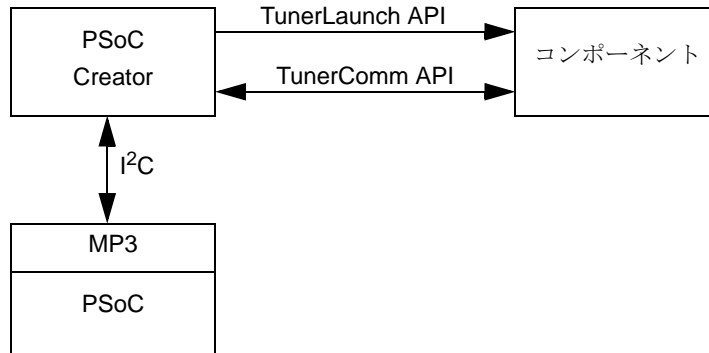 PSoC
Creator
TunerLaunch API
TunerComm API
コンポーネント
I²C
MP3
PSoC